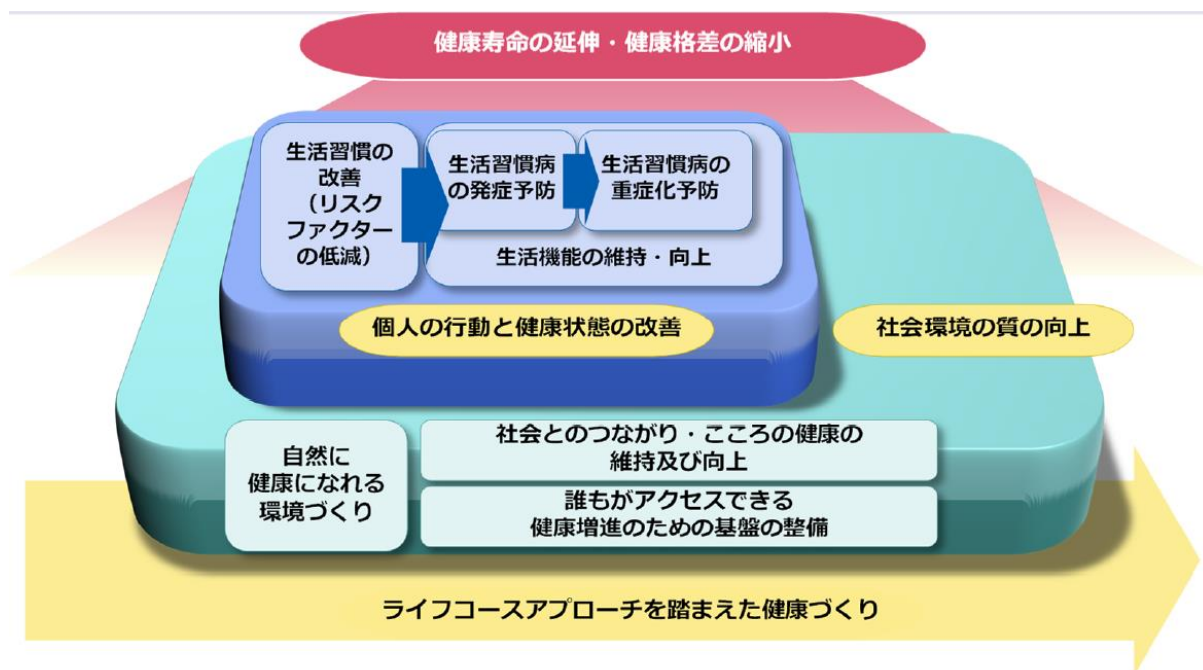 健康寿命の延伸・健康格差の縮小
生活習慣の
改善
（リスク
ファクター
の低減）
生活習慣病
の発症予防
生活習慣病の
重症化予防
生活機能の維持・向上
個人の行動と健康状態の改善
社会環境の質の向上
自然に
健康になれる
環境づくり
社会とのつながり・こころの健康の
維持及び向上
誰もがアクセスできる
健康増進のための基盤の整備
ライフコースアプローチを踏まえた健康づくり